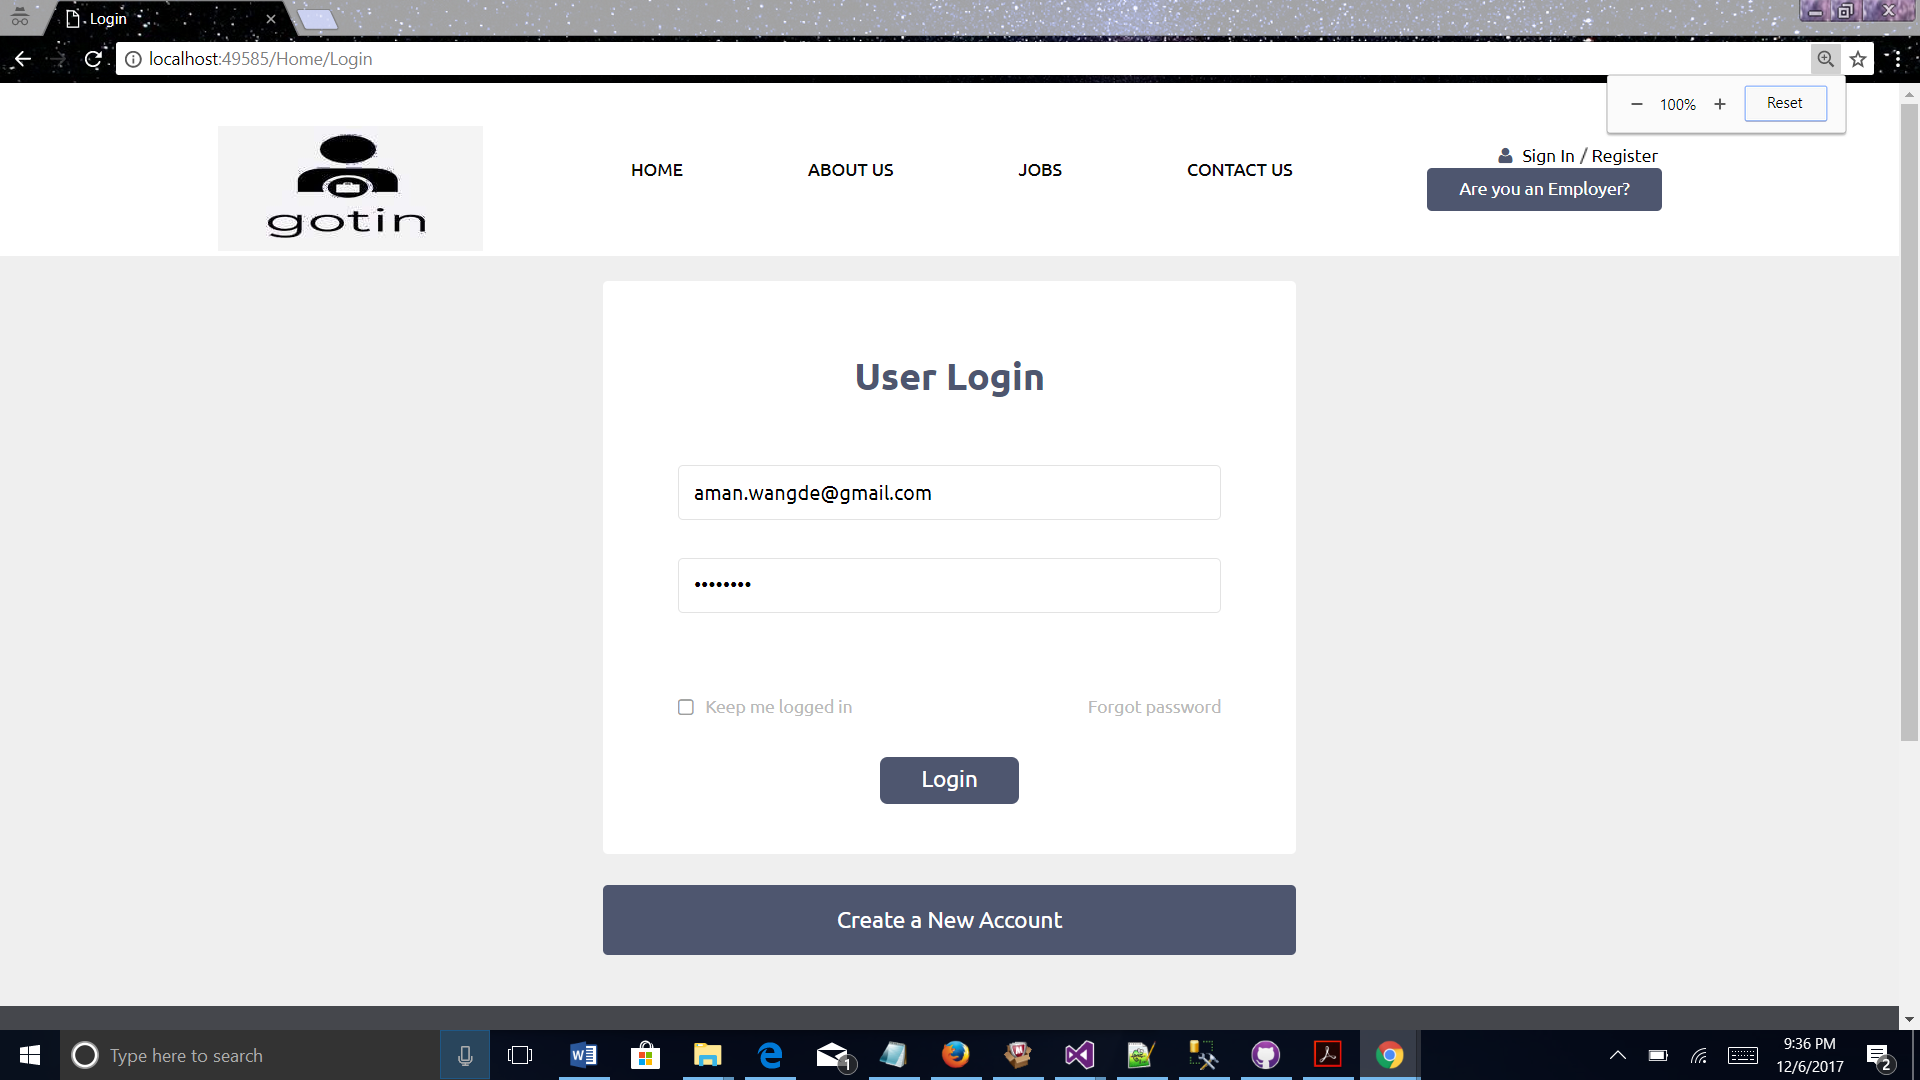 Login
localhost:49585/Home/Login
100%
Reset
gotin
HOME
ABOUT US
JOBS
CONTACT US
Sign In / Register
Are you an Employer?
User Login
aman.wangde@gmail.com
••••••••
Keep me logged in
Forgot password
Login
Create a New Account
Type here to search
1
9:36 PM
12/6/2017
2